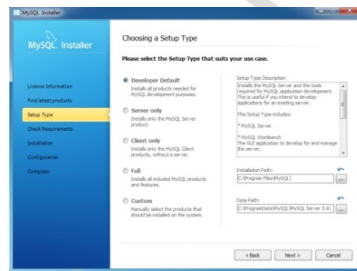 MySQL Installer
MySQL. Installer
License Information
Find latest products
Setup Type
Check Requirements
Installation
Configuration
Complete
Choosing a Setup Type
Please select the Setup Type that suits your use case.
Developer Default
Installs all products needed for
MySQL development purposes.
Server only
Installs only the MySQL Server
product.
Client only
Installs only the MySQL Client
products, without a server.
Full
Installs all included MySQL products
and features.
Custom
Manually select the products that
should be installed on the system.
Setup Type Description
Installs the MySQL Server and the tools
required for MySQL application development.
This is useful if you intend to develop
applications for an existing server.
This Setup Type includes:
* MySQL Server
* MySQL Workbench
The GUI application to develop for and manage
the server.
Installation Path:
C:\Program Files\MySQL\
...
Data Path:
C:\ProgramData\MySQL\MySQL Server 5.6\
...
< Back
Next >
Cancel